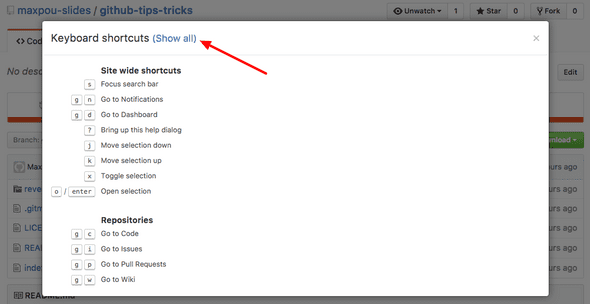 maxpou-slides / github-tips-tricks
Unwatch 1 Star 0 Fork 0
Keyboard shortcuts (Show all) ×
Site wide shortcuts
s Focus search bar
g n Go to Notifications
g d Go to Dashboard
? Bring up this help dialog
j Move selection down
k Move selection up
x Toggle selection
o / enter Open selection
Repositories
g c Go to Code
g i Go to Issues
g p Go to Pull Requests
g w Go to Wiki
No desc
Edit
Branch:
nload
Maxp
urs ago
reve
urs ago
.gitm
urs ago
LICE
urs ago
READ
urs ago
inde
urs ago
README.md